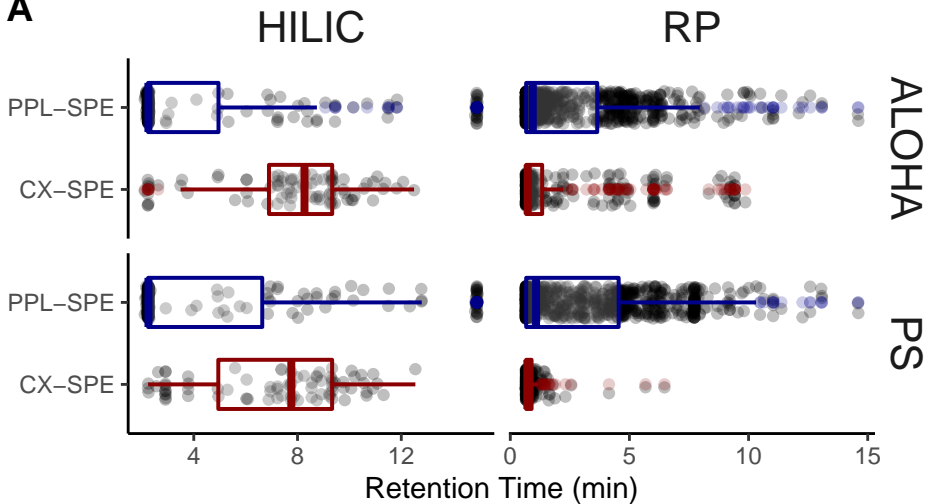 A
HILIC RP
PPL−SPE
CX−SPE
ALOHA
PPL−SPE
CX−SPE
PS
4 8 12 0 5 10 15
Retention Time (min)